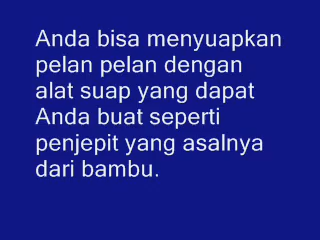 Anda bisa menyuapkan
pelan pelan dengan
alat suap yang dapat
Anda buat seperti
penjepit yang asalnya
dari bambu.